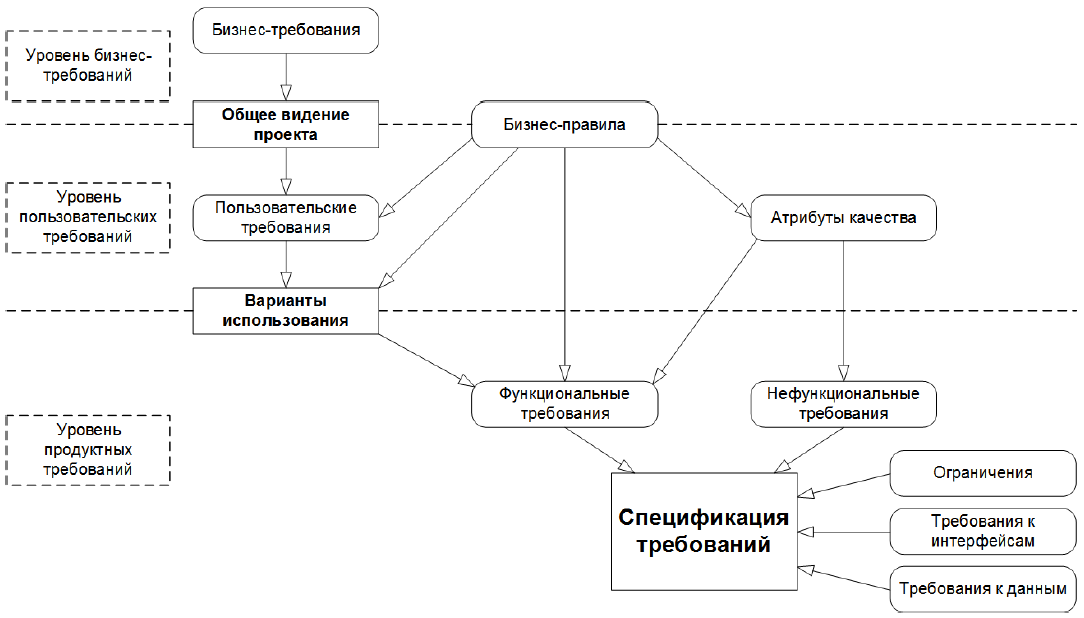 Бизнес-требования
Уровень бизнес-
требований
Общее видение
проекта
Бизнес-правила
Уровень
пользовательских
требований
Пользовательские
требования
Атрибуты качества
Варианты
использования
Функциональные
требования
Нефункциональные
требования
Уровень
продуктных
требований
Спецификация
требований
Ограничения
Требования к
интерфейсам
Требования к данным